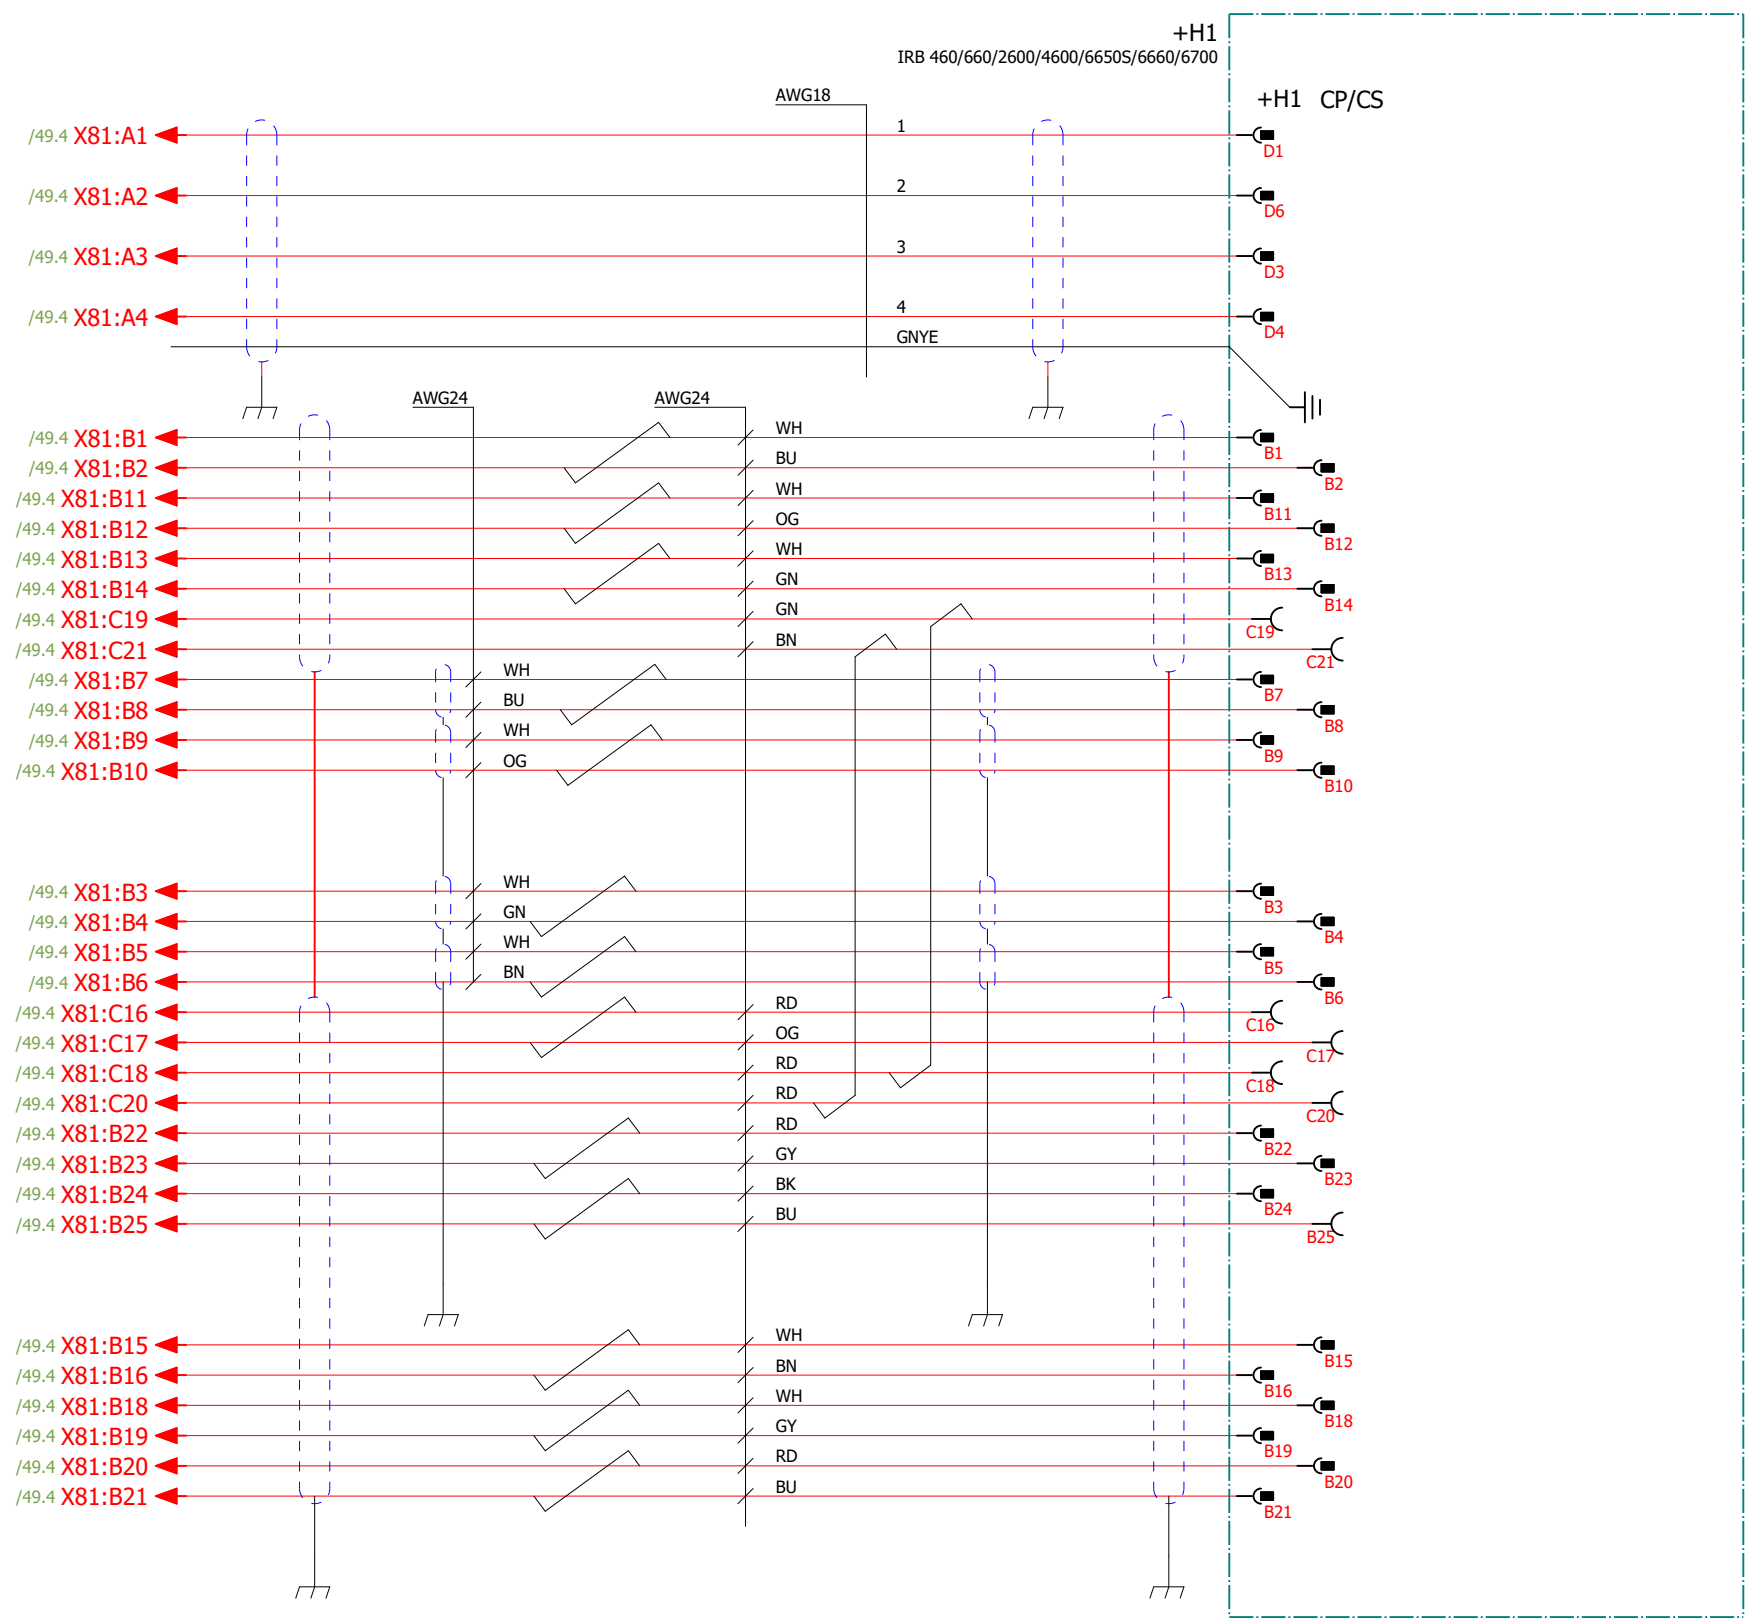 +H1
IRB 460/660/2600/4600/6650S/6660/6700
AWG18
+H1 CP/CS
/49.4 X81:A1 1 D1
/49.4 X81:A2 2 D6
/49.4 X81:A3 3 D3
/49.4 X81:A4 4 D4
GNYE
AWG24 AWG24
/49.4 X81:B1 WH B1
/49.4 X81:B2 BU B2
/49.4 X81:B11 WH B11
/49.4 X81:B12 OG B12
/49.4 X81:B13 WH B13
/49.4 X81:B14 GN B14
/49.4 X81:C19 GN C19
/49.4 X81:C21 BN C21
/49.4 X81:B7 WH B7
/49.4 X81:B8 BU B8
/49.4 X81:B9 WH B9
/49.4 X81:B10 OG B10
/49.4 X81:B3 WH B3
/49.4 X81:B4 GN B4
/49.4 X81:B5 WH B5
/49.4 X81:B6 BN B6
/49.4 X81:C16 RD C16
/49.4 X81:C17 OG C17
/49.4 X81:C18 RD C18
/49.4 X81:C20 RD C20
/49.4 X81:B22 RD B22
/49.4 X81:B23 GY B23
/49.4 X81:B24 BK B24
/49.4 X81:B25 BU B25
/49.4 X81:B15 WH B15
/49.4 X81:B16 BN B16
/49.4 X81:B18 WH B18
/49.4 X81:B19 GY B19
/49.4 X81:B20 RD B20
/49.4 X81:B21 BU B21